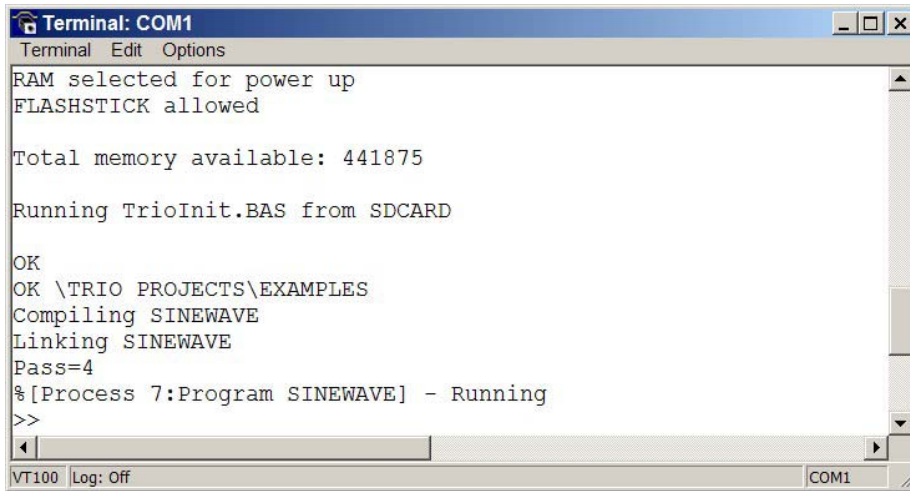 Terminal: COM1
Terminal Edit Options
RAM selected for power up
FLASHSTICK allowed
Total memory available: 441875
Running TrioInit.BAS from SDCARD
OK
OK \TRIO PROJECTS\EXAMPLES
Compiling SINEWAVE
Linking SINEWAVE
Pass=4
%[Process 7:Program SINEWAVE] - Running
>>
VT100 Log: Off COM1